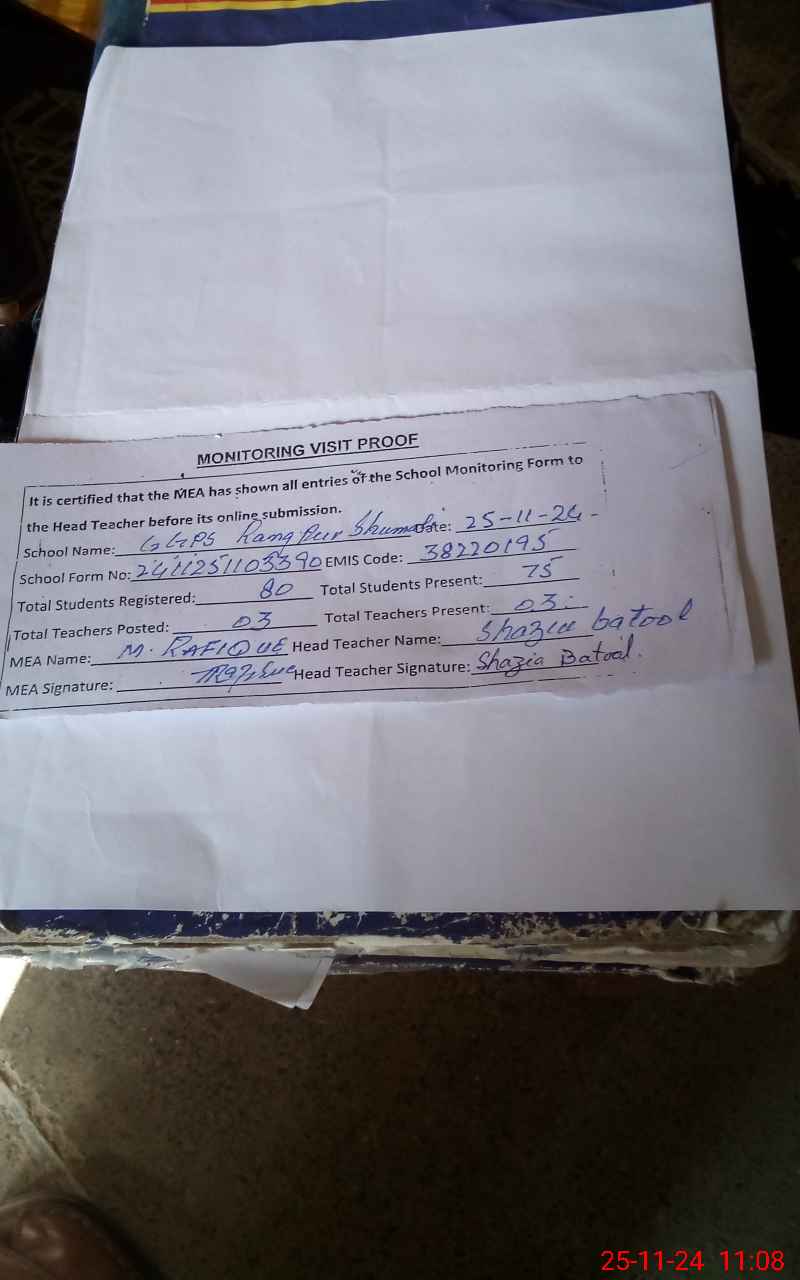 MONITORING VISIT PROOF
It is certified that the MEA has shown all entries of the School Monitoring Form to
the Head Teacher before its online submission.
School Name: GGPS Rangpur Shumali Date: 25-11-24
School Form No: 2411251103390 EMIS Code: 38220195
Total Students Registered: 80 Total Students Present: 75
Total Teachers Posted: 03 Total Teachers Present: 03
MEA Name: M. RAFIQUE Head Teacher Name: Shazia batool
MEA Signature: Head Teacher Signature: Shazia Batool.
25-11-24 11:08